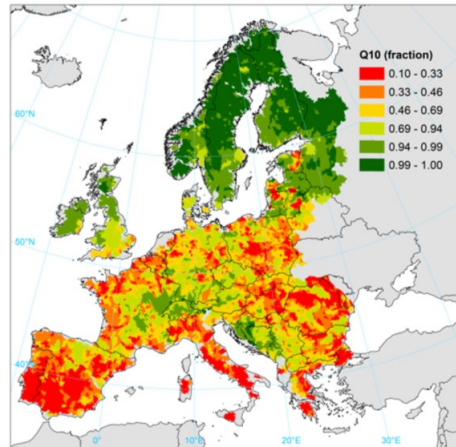 Q10 (fraction)
0.10 - 0.33
0.33 - 0.46
0.46 - 0.69
0.69 - 0.94
0.94 - 0.99
0.99 - 1.00
60°N
50°N
40°N
0°
10°E
20°E
30°E